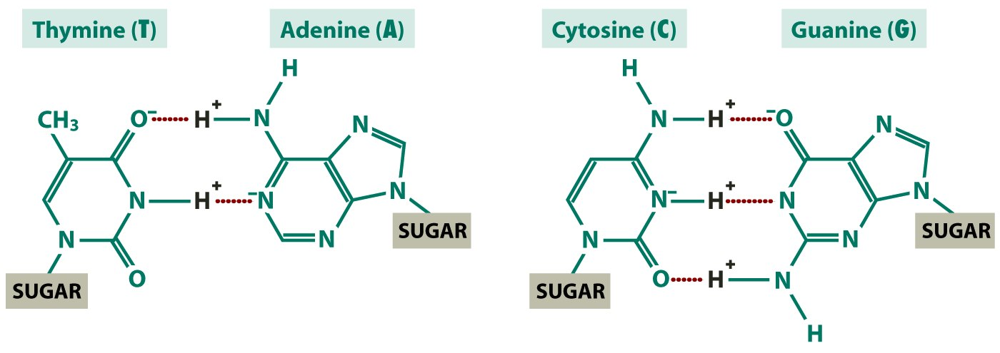 Thymine (T)
Adenine (A)
Cytosine (C)
Guanine (G)
H
H
CH₃
O⁻
H⁺
N
N
N
H⁺
⁻O
N
N
H⁺
⁻N
N
N⁻
H⁺
N
N
SUGAR
SUGAR
N
N
N
N
O
O
H⁺
N
SUGAR
SUGAR
H